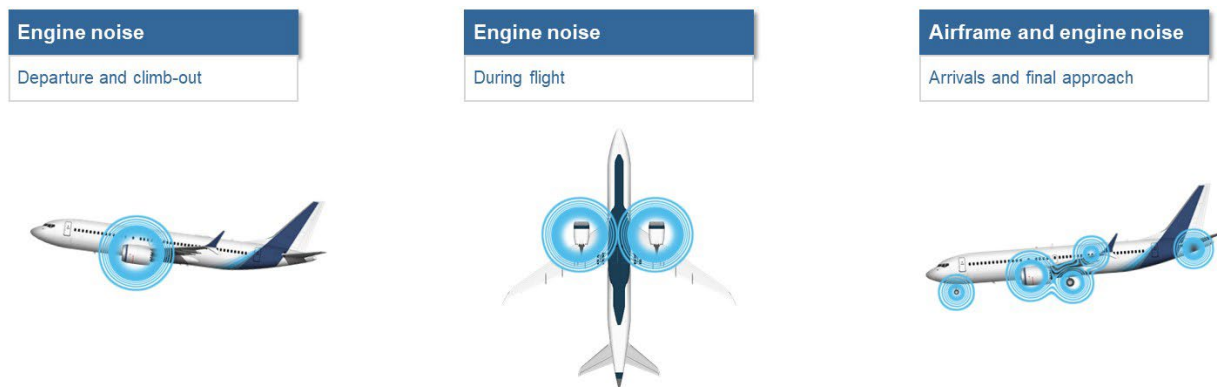 Engine noise
Departure and climb-out
Engine noise
During flight
Airframe and engine noise
Arrivals and final approach